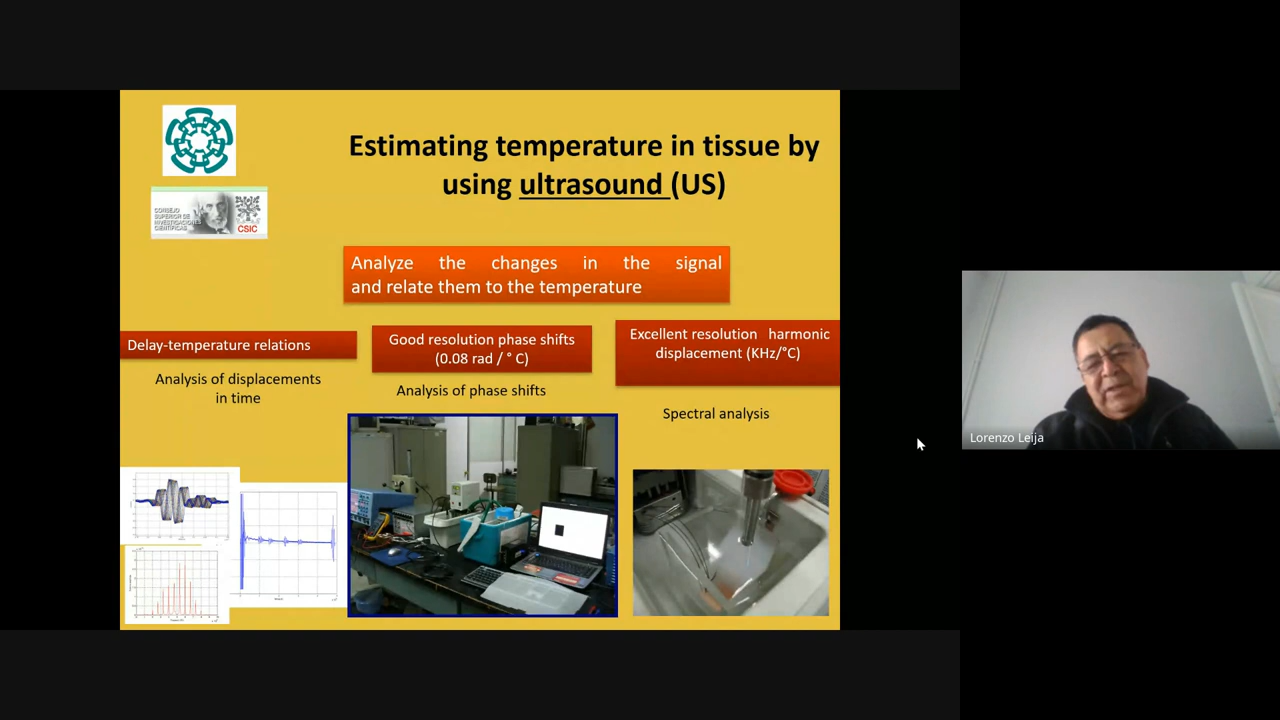 Estimating temperature in tissue by
using ultrasound (US)
CONSEJO
SUPERIOR DE
INVESTIGACIONES
CIENTIFICAS
CSIC
Analyze the changes in the signal
and relate them to the temperature
Delay-temperature relations
Analysis of displacements
in time
Good resolution phase shifts
(0.08 rad / ° C)
Analysis of phase shifts
Excellent resolution harmonic
displacement (KHz/°C)
Spectral analysis
Lorenzo Leija